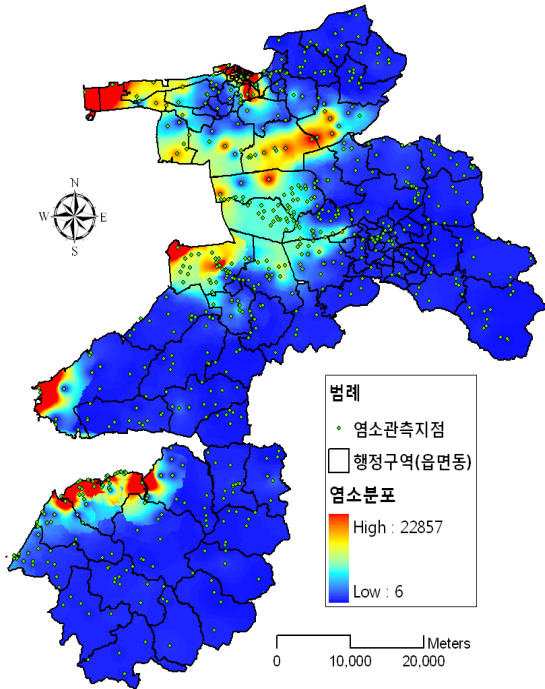 N
W E
S
범례
염소관측지점
행정구역(읍면동)
염소분포
High : 22857
Low : 6
Meters
0 10,000 20,000